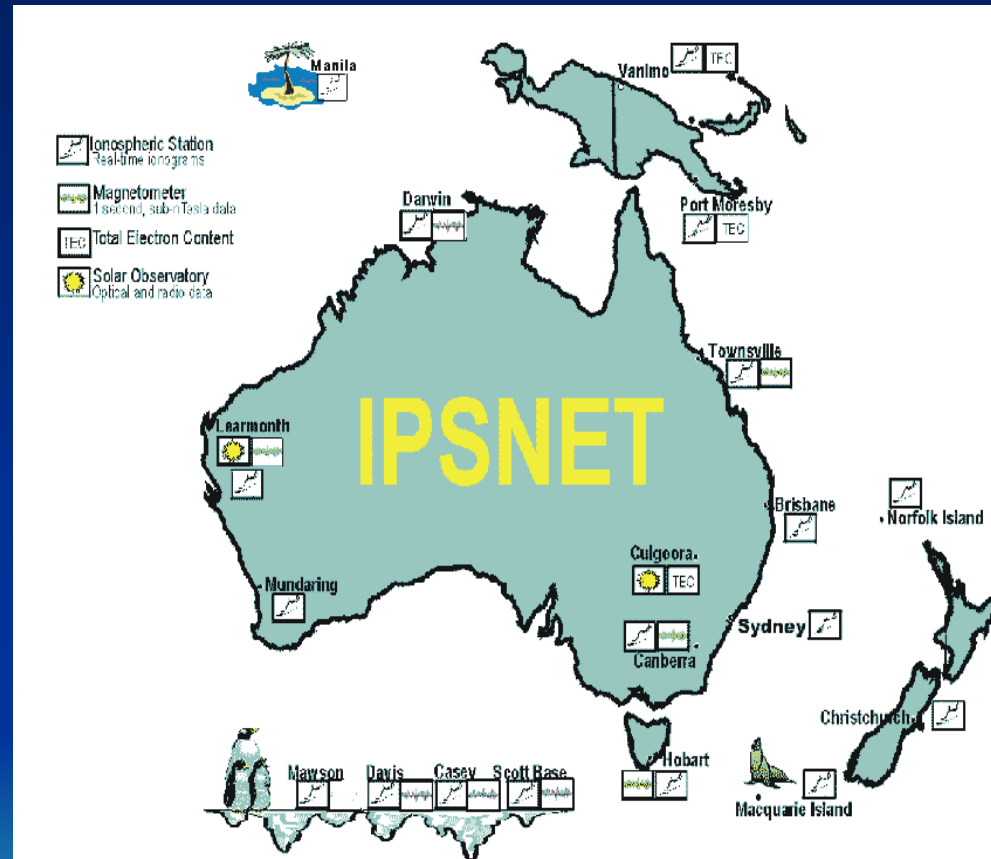 Manila
Vanimo
TEC
Ionospheric Station
Real-time ionograms
Magnetometer
1 second, sub-nTesla data
TEC Total Electron Content
Solar Observatory
Optical and radio data
Darwin
Port Moresby
TEC
Townsville
IPSNET
Learmonth
Brisbane
Norfolk Island
Culgoora
TEC
Mundaring
Sydney
Canberra
Christchurch
Hobart
Mawson
Davis
Casey
Scott Base
Macquarie Island